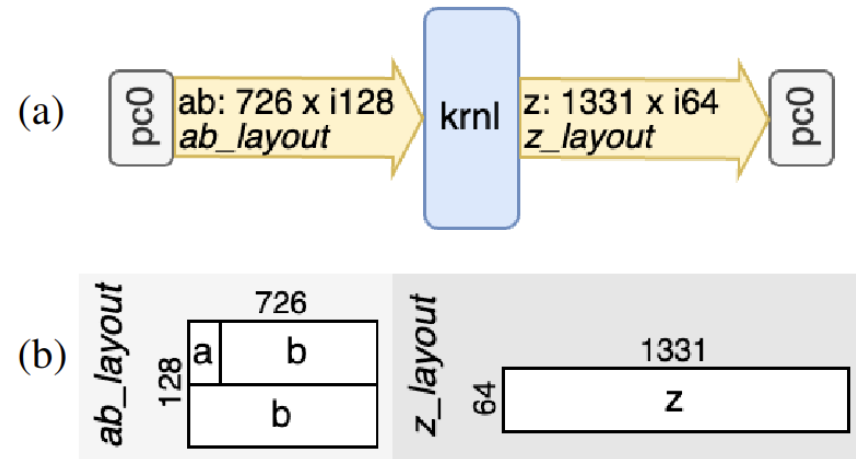 (a)
pc0
ab: 726 x i128
ab_layout
krnl
z: 1331 x i64
z_layout
pc0
(b)
ab_layout
726
128
a
b
b
z_layout
1331
64
z